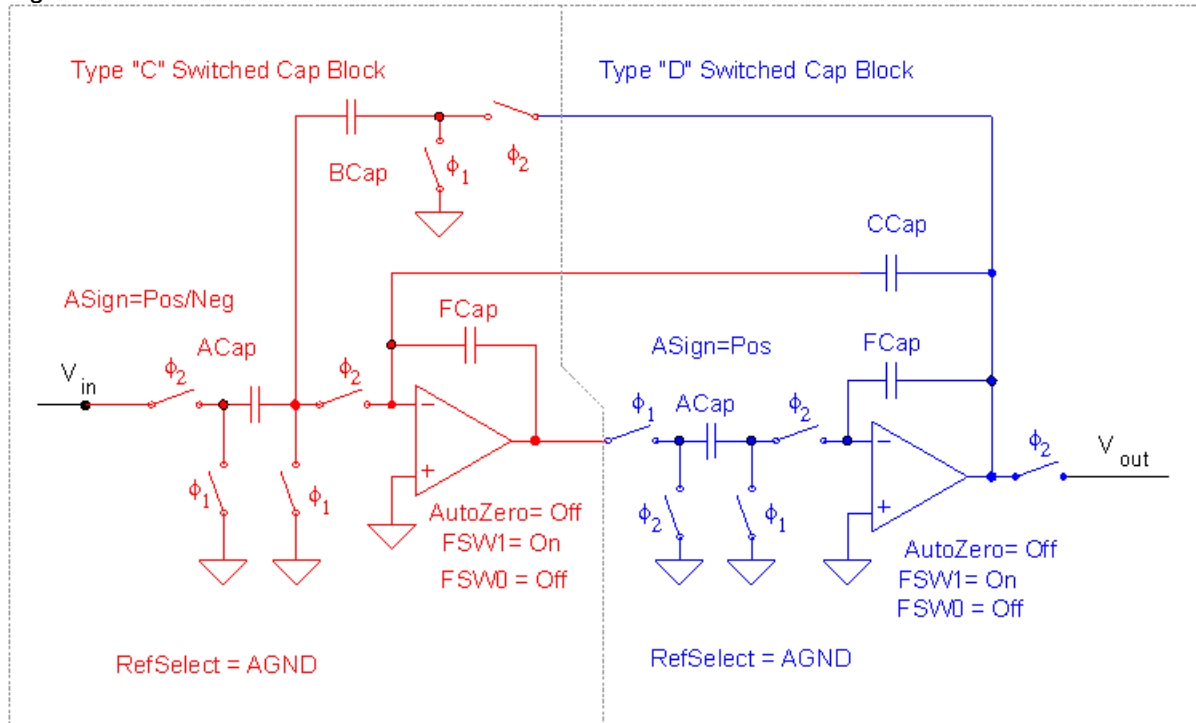 Type "C" Switched Cap Block
Type "D" Switched Cap Block
BCap
ϕ1
ϕ2
CCap
ASign=Pos/Neg
FCap
ACap
ϕ2
ϕ2
Vin
ϕ1
ϕ1
AutoZero= Off
FSW1= On
FSW0 = Off
RefSelect = AGND
ASign=Pos
FCap
ACap
ϕ1
ϕ2
ϕ2
Vout
ϕ2
ϕ1
AutoZero= Off
FSW1= On
FSW0 = Off
RefSelect = AGND